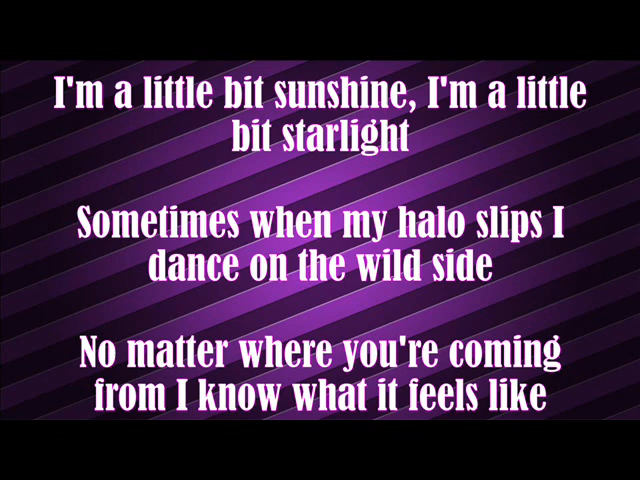 I'm a little bit sunshine, I'm a little
bit starlight
Sometimes when my halo slips I
dance on the wild side
No matter where you're coming
from I know what it feels like